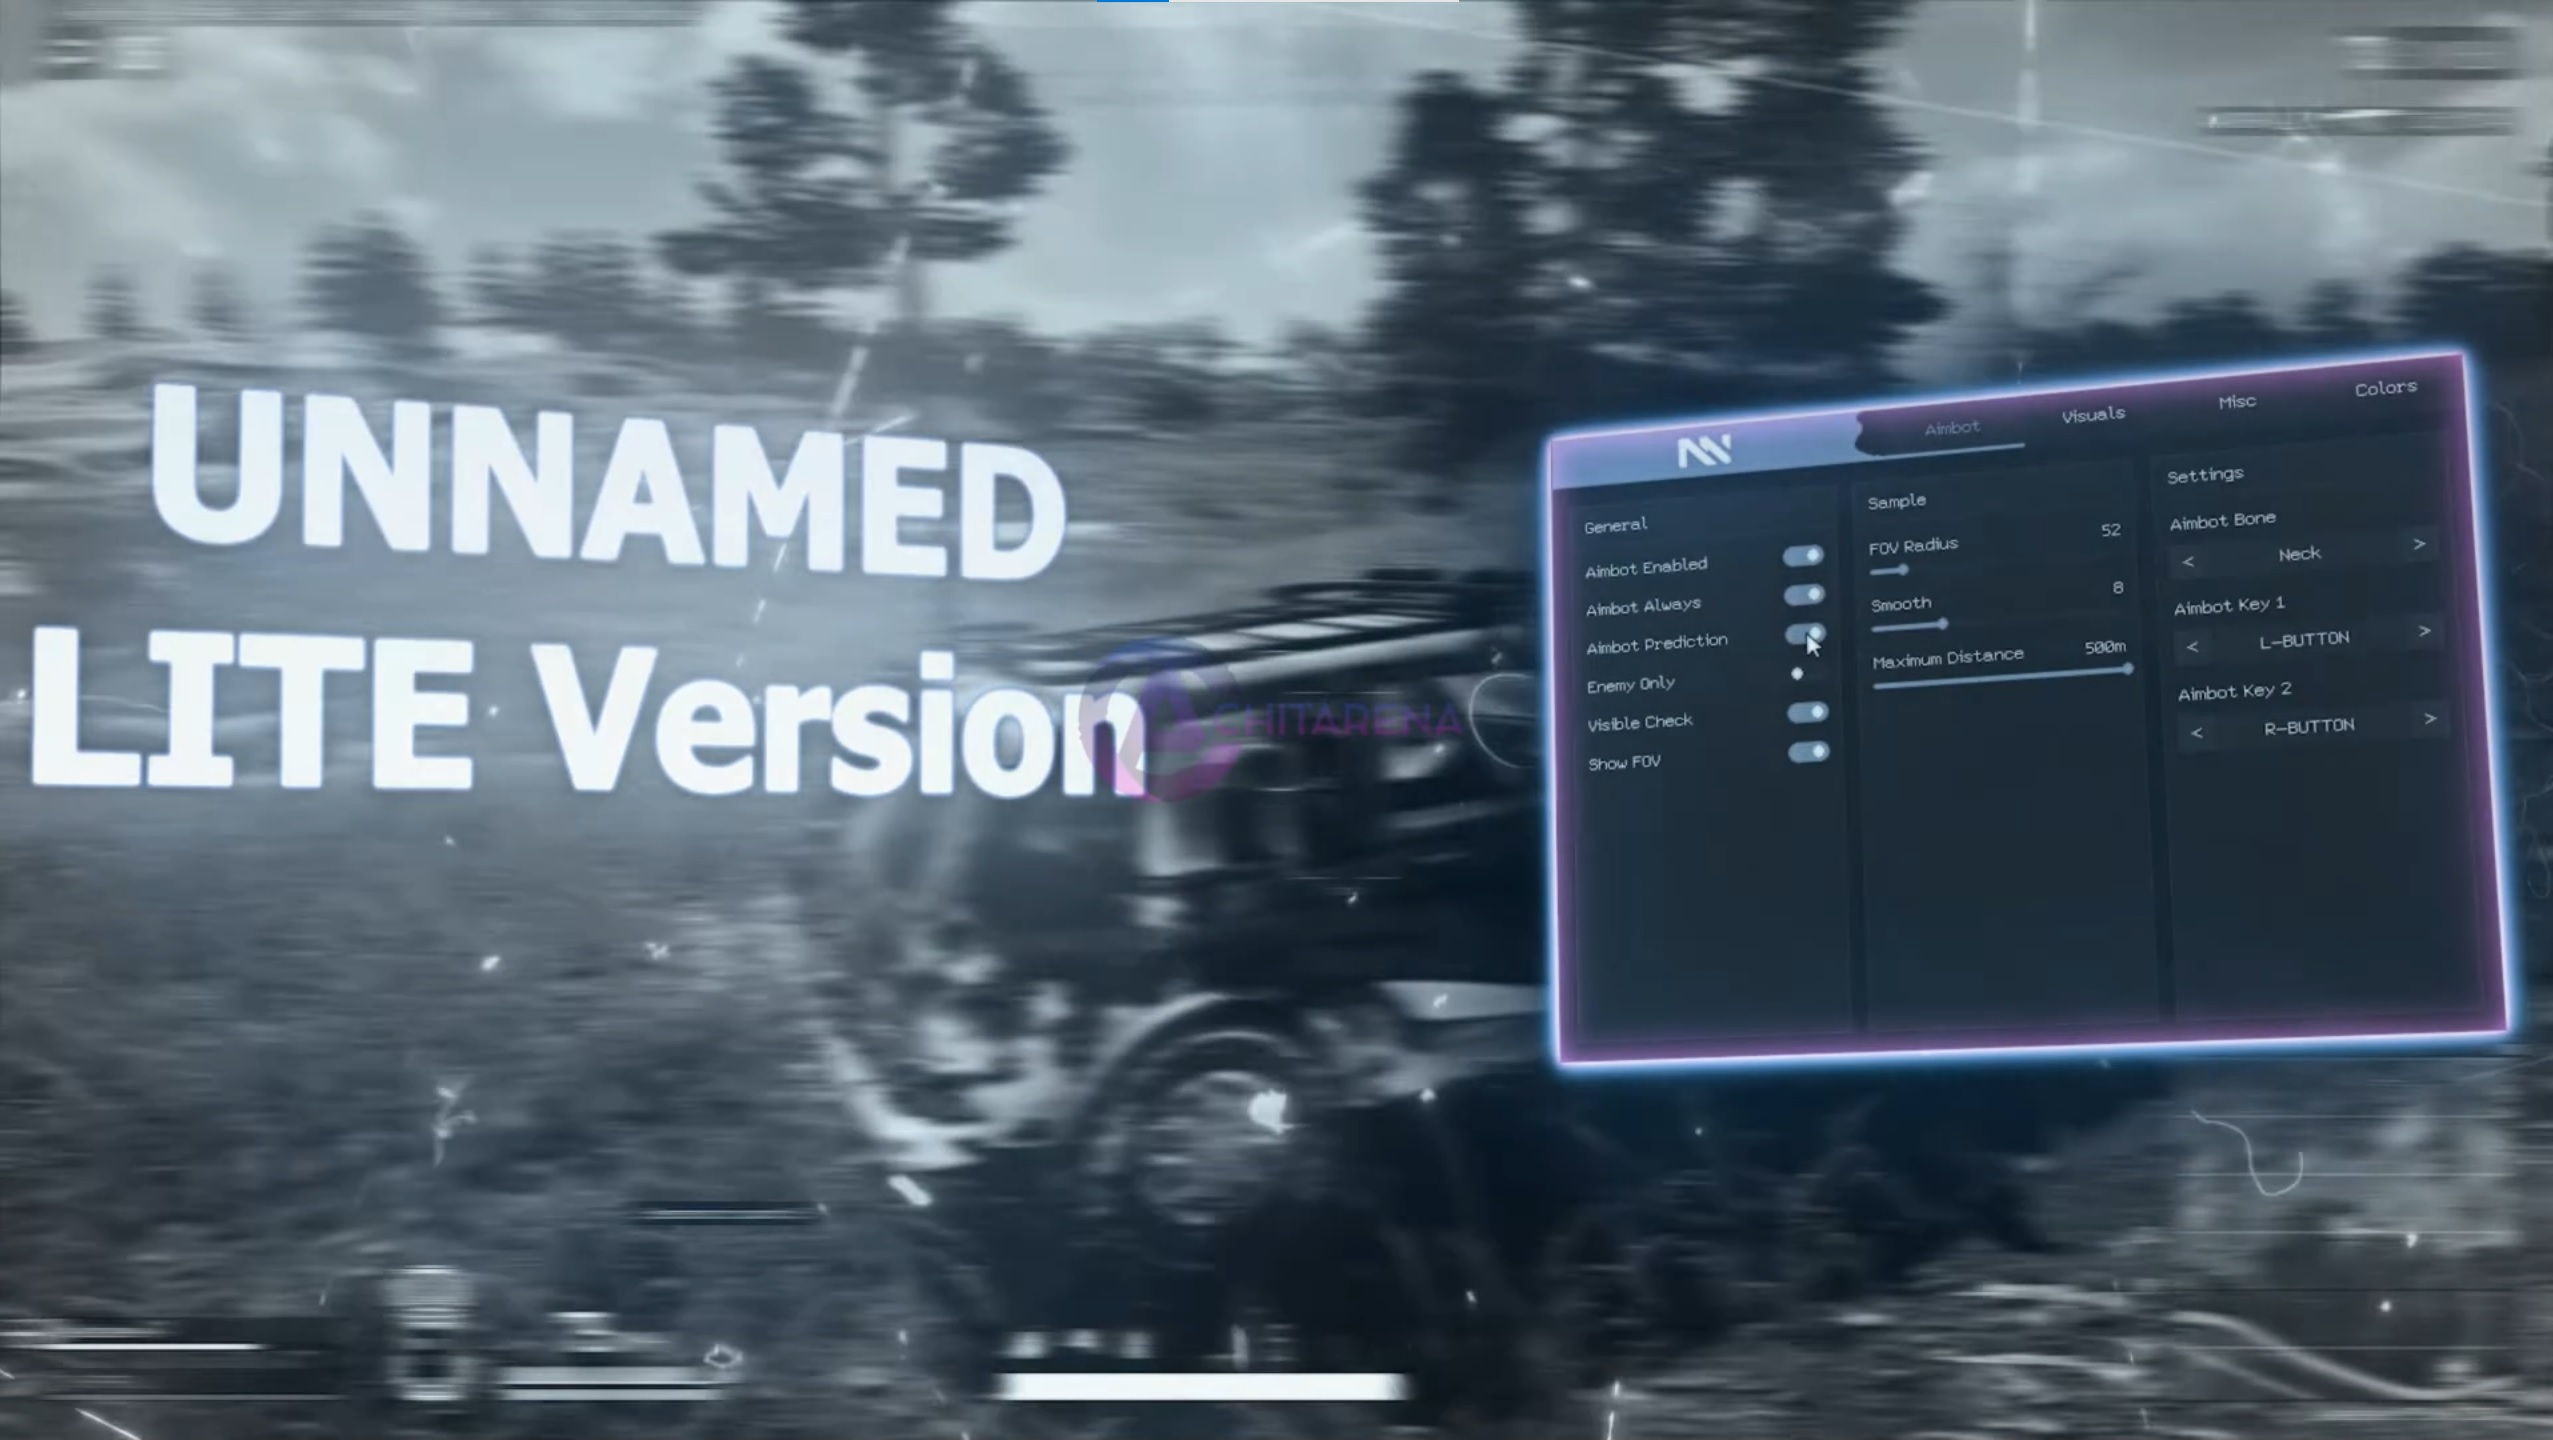 UNNAMED
LITE Version
CHITARENA
Aimbot
Visuals
Misc
Colors
General
Aimbot Enabled
Aimbot Always
Aimbot Prediction
Enemy Only
Visible Check
Show FOV
Sample
FOV Radius 52
Smooth 8
Maximum Distance 500m
Settings
Aimbot Bone
< Neck >
Aimbot Key 1
< L-BUTTON >
Aimbot Key 2
< R-BUTTON >